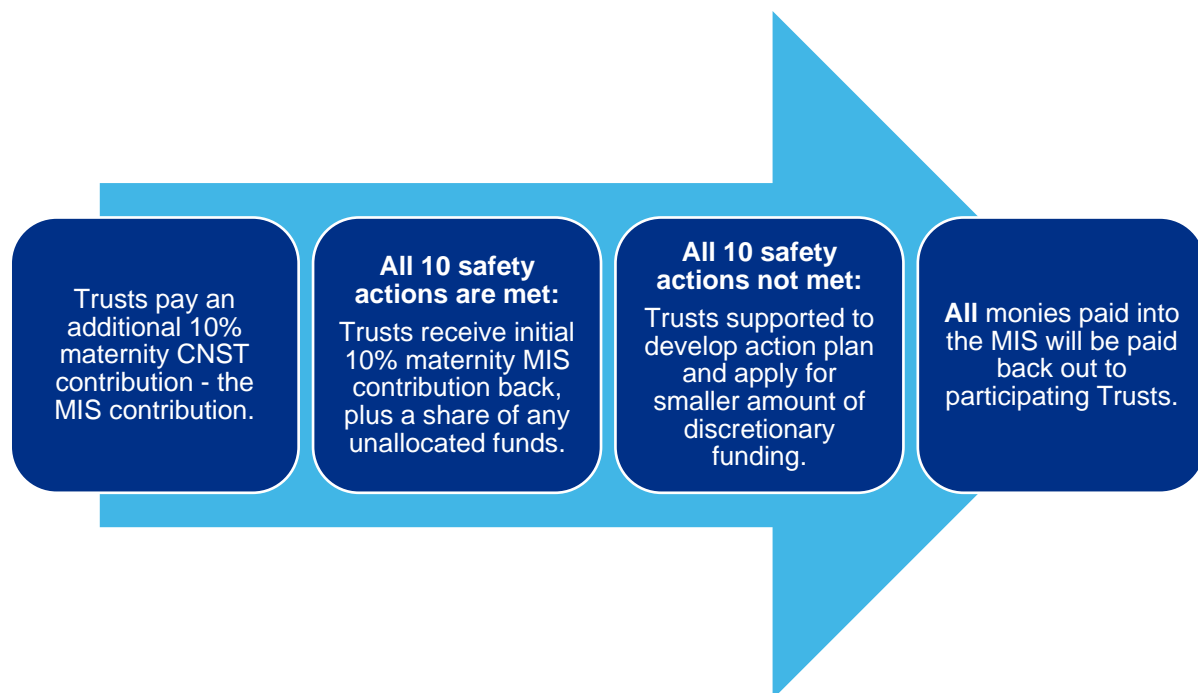 Trusts pay an
additional 10%
maternity CNST
contribution - the
MIS contribution.
All 10 safety
actions are met:
Trusts receive initial
10% maternity MIS
contribution back,
plus a share of any
unallocated funds.
All 10 safety
actions not met:
Trusts supported to
develop action plan
and apply for
smaller amount of
discretionary
funding.
All monies paid into
the MIS will be paid
back out to
participating Trusts.